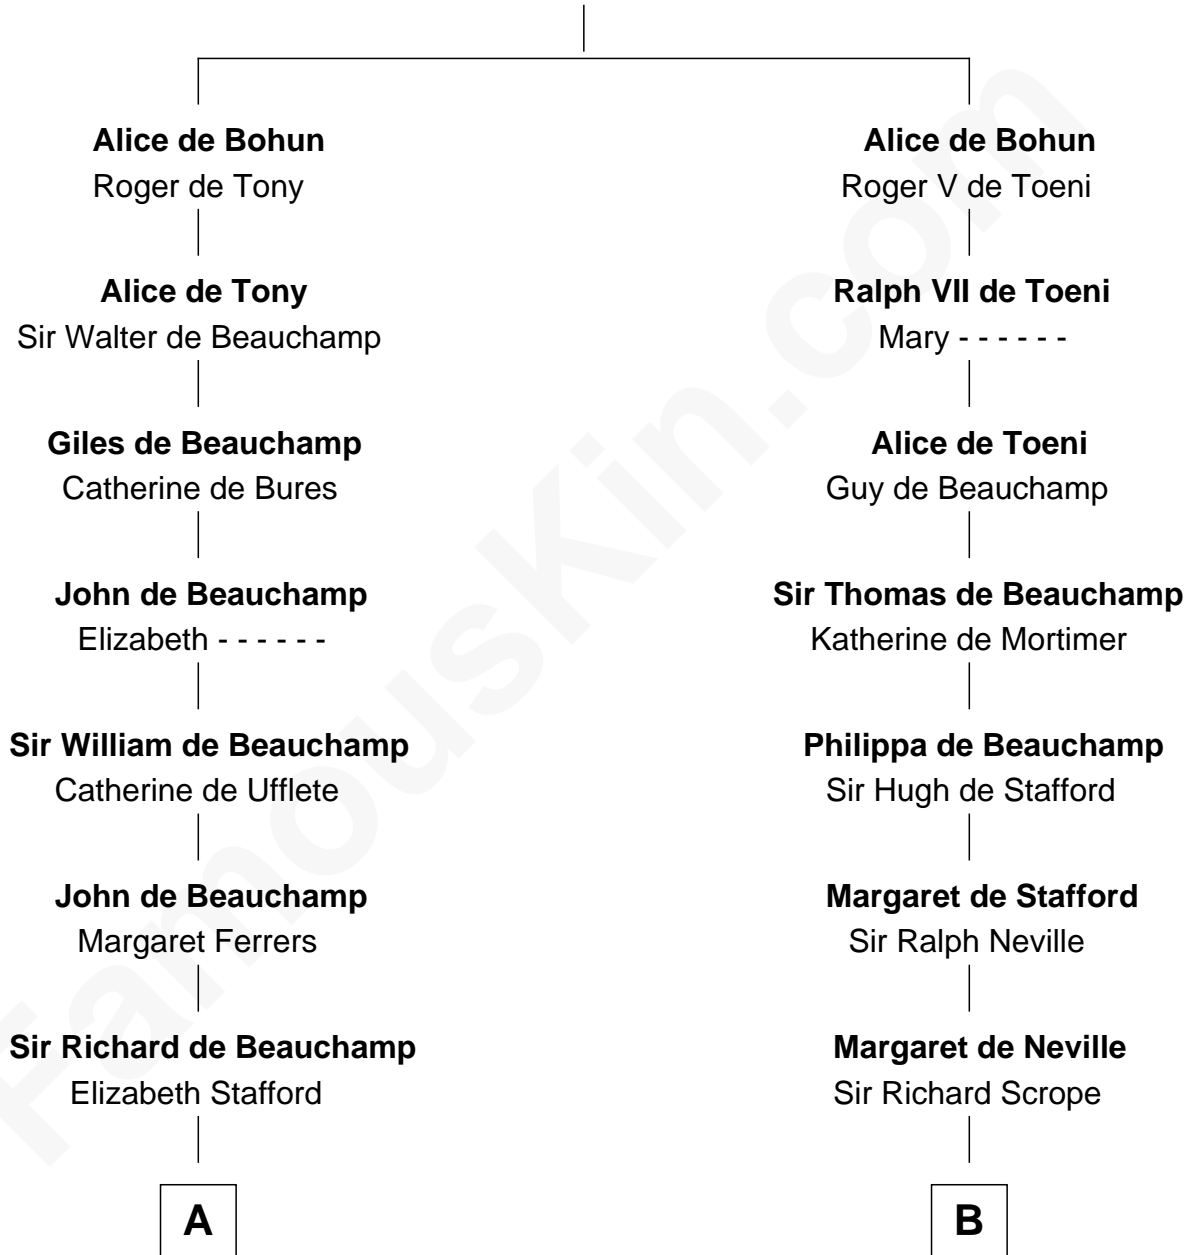 Alice de Bohun
Roger de Tony
Alice de Tony
Sir Walter de Beauchamp
Giles de Beauchamp
Catherine de Bures
John de Beauchamp
Elizabeth - - - - - -
Sir William de Beauchamp
Catherine de Ufflete
John de Beauchamp
Margaret Ferrers
Sir Richard de Beauchamp
Elizabeth Stafford
A
Alice de Bohun
Roger V de Toeni
Ralph VII de Toeni
Mary - - - - - -
Alice de Toeni
Guy de Beauchamp
Sir Thomas de Beauchamp
Katherine de Mortimer
Philippa de Beauchamp
Sir Hugh de Stafford
Margaret de Stafford
Sir Ralph Neville
Margaret de Neville
Sir Richard Scrope
B
FamousKin.com